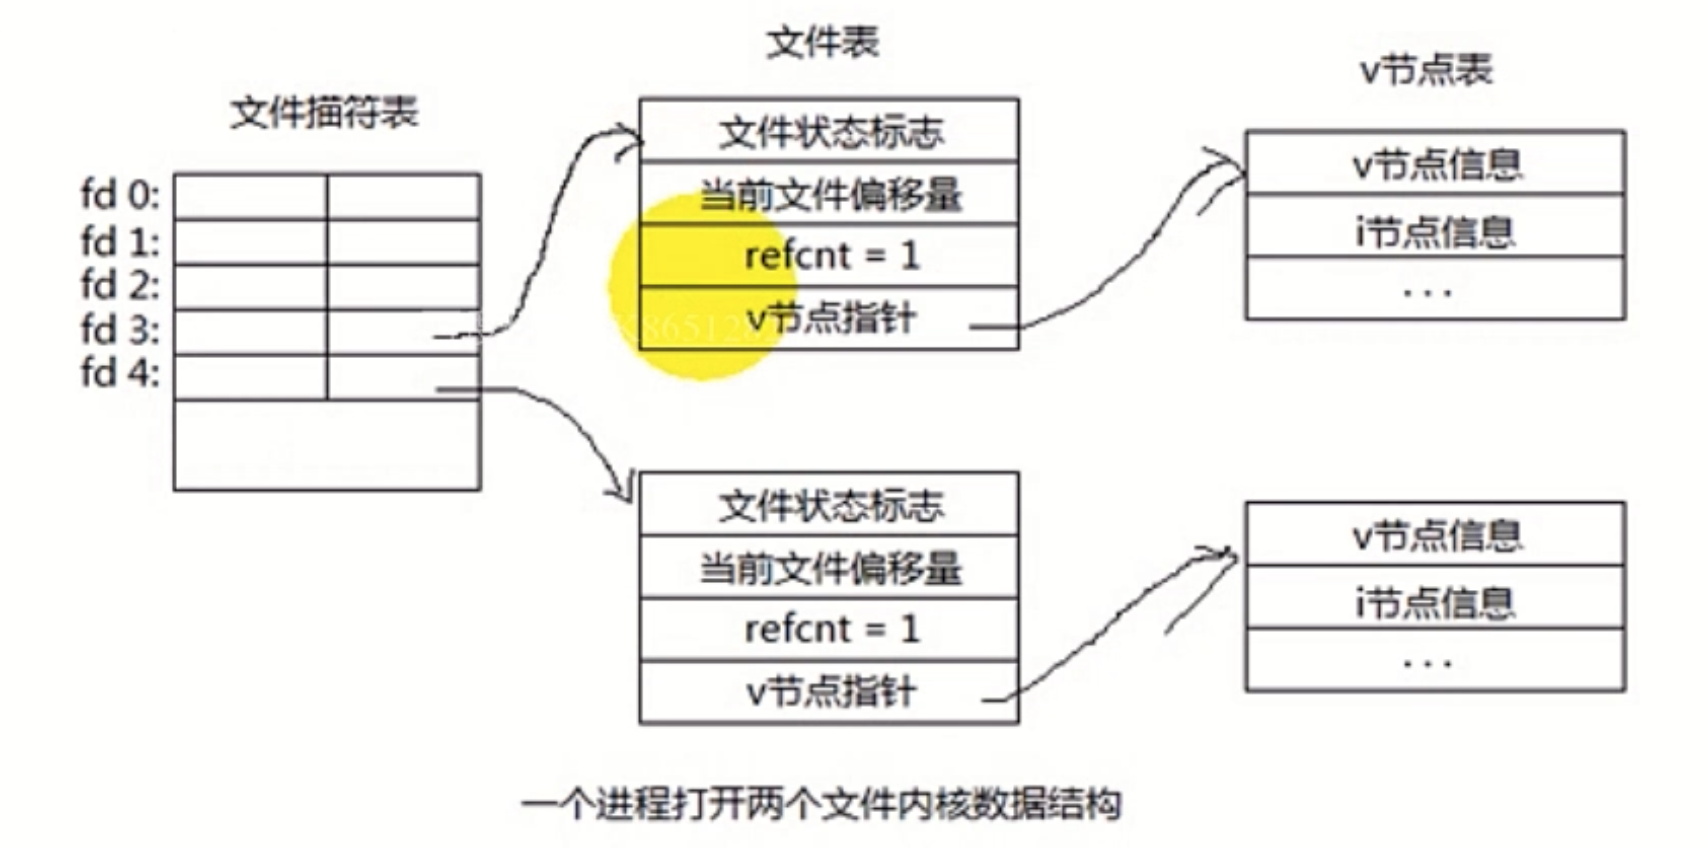 文件描符表
fd 0:
fd 1:
fd 2:
fd 3:
fd 4:
文件表
文件状态标志
当前文件偏移量
refcnt = 1
v节点指针
文件状态标志
当前文件偏移量
refcnt = 1
v节点指针
v节点表
v节点信息
i节点信息
...
v节点信息
i节点信息
...
一个进程打开两个文件内核数据结构